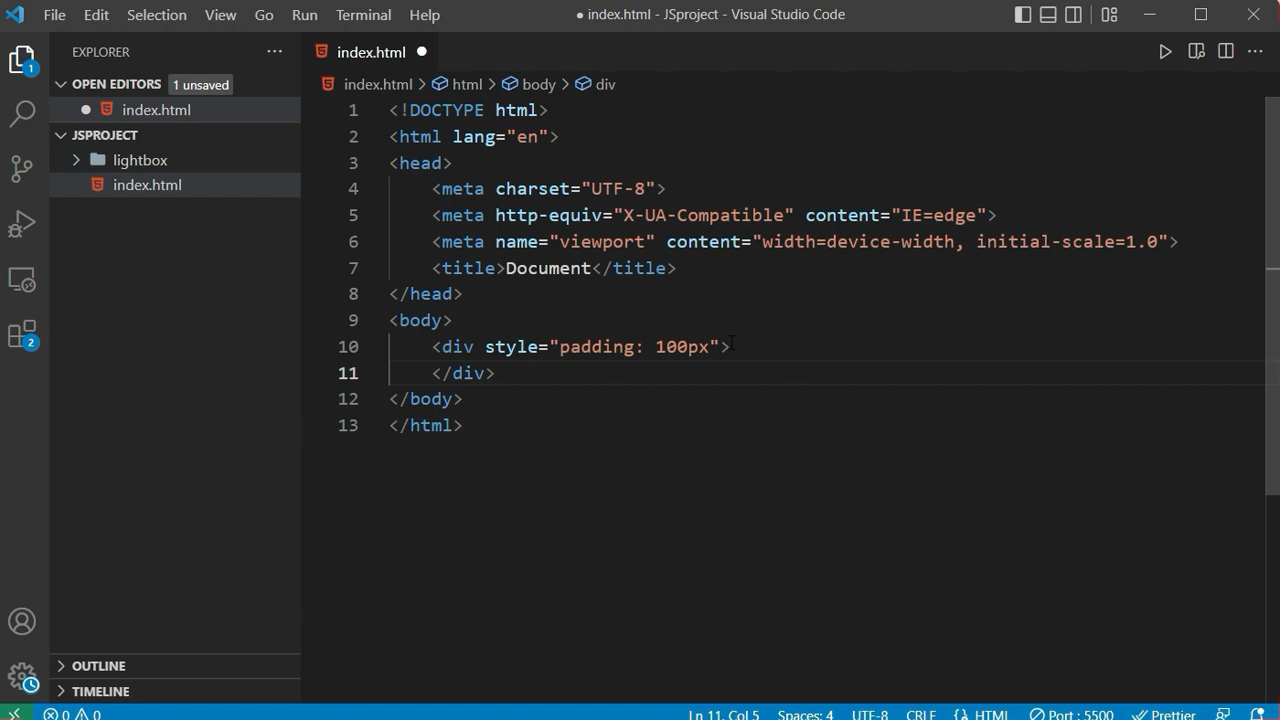 File Edit Selection View Go Run Terminal Help
● index.html - JSproject - Visual Studio Code
EXPLORER
index.html
OPEN EDITORS 1 unsaved
index.html > html > body > div
index.html
JSPROJECT
lightbox
index.html
1 <!DOCTYPE html>
2 <html lang="en">
3 <head>
4 <meta charset="UTF-8">
5 <meta http-equiv="X-UA-Compatible" content="IE=edge">
6 <meta name="viewport" content="width=device-width, initial-scale=1.0">
7 <title>Document</title>
8 </head>
9 <body>
10 <div style="padding: 100px">
11 </div>
12 </body>
13 </html>
1
2
OUTLINE
TIMELINE
0 0 Ln 11, Col 5 Spaces: 4 UTF-8 CRLF {} HTML Port : 5500 Prettier